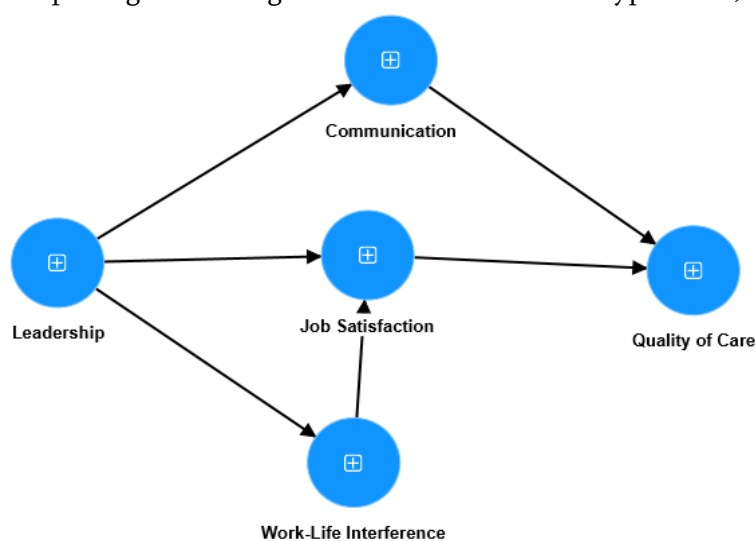 Communication
Job Satisfaction
Leadership
Quality of Care
Work-Life Interference